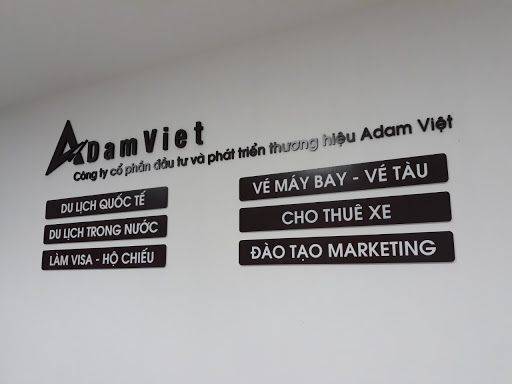 ADamViet
Công ty cổ phần đầu tư và phát triển thương hiệu Adam Việt
DU LỊCH QUỐC TẾ
DU LỊCH TRONG NƯỚC
LÀM VISA - HỘ CHIẾU
VÉ MÁY BAY - VÉ TÀU
CHO THUÊ XE
ĐÀO TẠO MARKETING